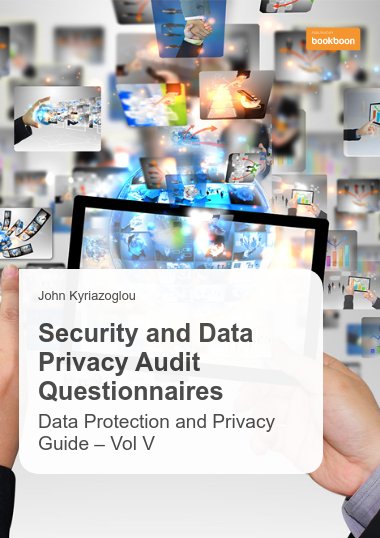 bookboon
John Kyriazoglou
Security and Data
Privacy Audit
Questionnaires
Data Protection and Privacy
Guide – Vol V